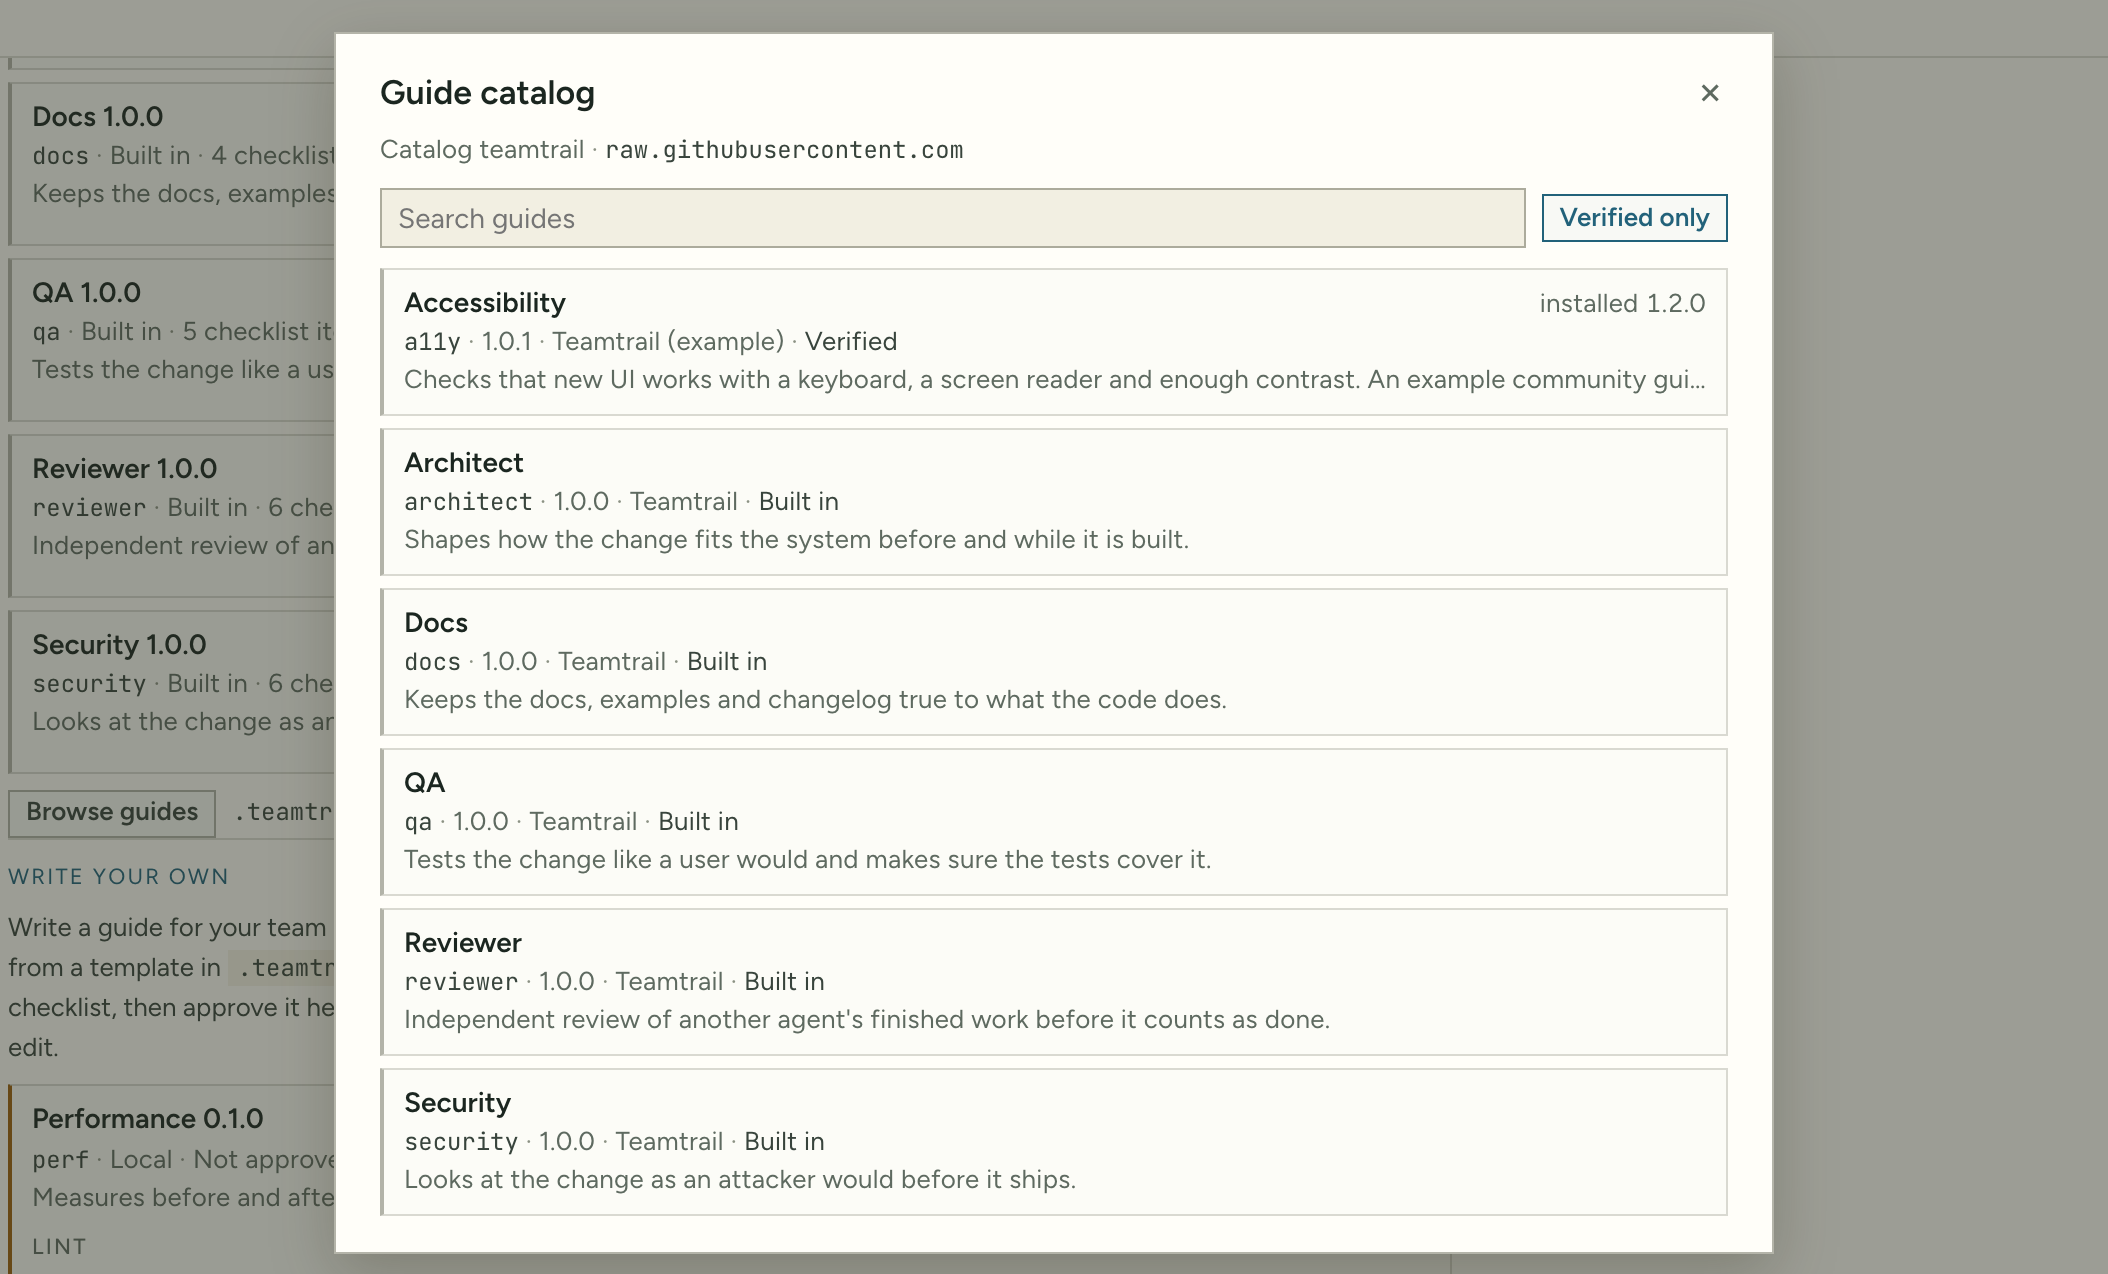 Guide catalog
×
Catalog teamtrail · raw.githubusercontent.com
Search guides
Verified only
Accessibility
installed 1.2.0
a11y · 1.0.1 · Teamtrail (example) · Verified
Checks that new UI works with a keyboard, a screen reader and enough contrast. An example community gui...
Architect
architect · 1.0.0 · Teamtrail · Built in
Shapes how the change fits the system before and while it is built.
Docs
docs · 1.0.0 · Teamtrail · Built in
Keeps the docs, examples and changelog true to what the code does.
QA
qa · 1.0.0 · Teamtrail · Built in
Tests the change like a user would and makes sure the tests cover it.
Reviewer
reviewer · 1.0.0 · Teamtrail · Built in
Independent review of another agent's finished work before it counts as done.
Security
security · 1.0.0 · Teamtrail · Built in
Looks at the change as an attacker would before it ships.
Docs 1.0.0
docs · Built in · 4 checklist
Keeps the docs, examples
QA 1.0.0
qa · Built in · 5 checklist it
Tests the change like a us
Reviewer 1.0.0
reviewer · Built in · 6 che
Independent review of an
Security 1.0.0
security · Built in · 6 che
Looks at the change as an
Browse guides
.teamtr
WRITE YOUR OWN
Write a guide for your team
from a template in .teamtr
checklist, then approve it he
edit.
Performance 0.1.0
perf · Local · Not approve
Measures before and afte
LINT